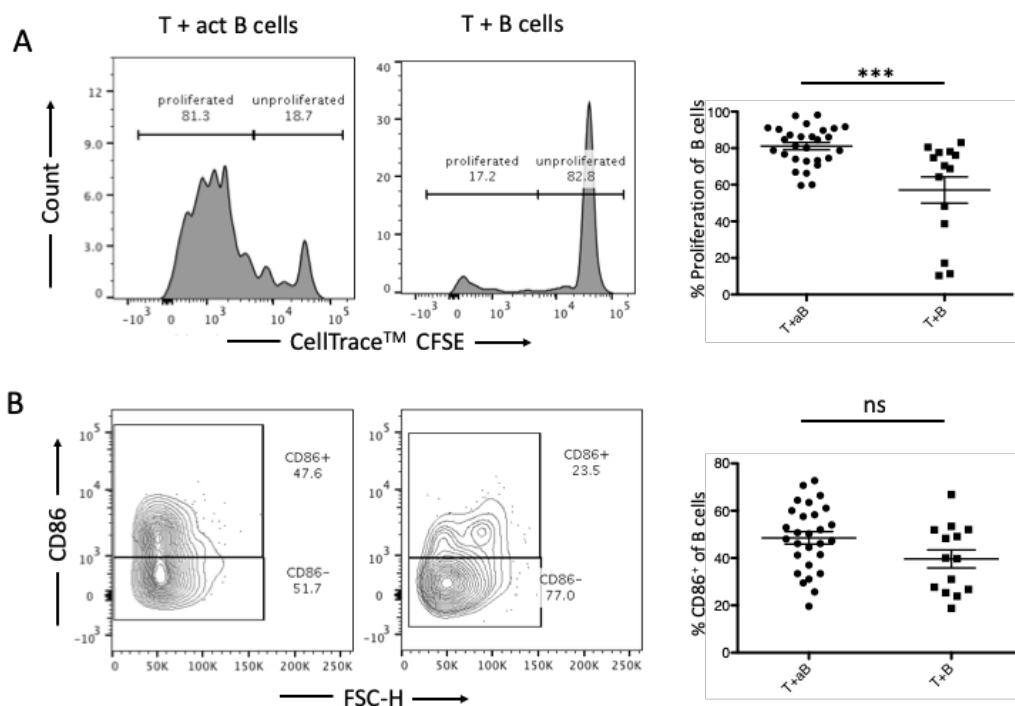 A
T + act B cells
T + B cells
Count
12
9.0
6.0
3.0
0
proliferated
81.3
unproliferated
18.7
-10³ 0 10³ 10⁴ 10⁵
40
30
20
10
0
proliferated
17.2
unproliferated
82.8
-10³ 0 10³ 10⁴ 10⁵
CellTrace™ CFSE
***
% Proliferation of B cells
100
80
60
40
20
0
T+aB
T+B
B
CD86
10⁵
10⁴
10³
0
-10³
CD86+
47.6
CD86-
51.7
0 50K 100K 150K 200K 250K
10⁵
10⁴
10³
0
-10³
CD86+
23.5
CD86-
77.0
0 50K 100K 150K 200K 250K
FSC-H
ns
% CD86⁺ of B cells
80
60
40
20
0
T+aB
T+B